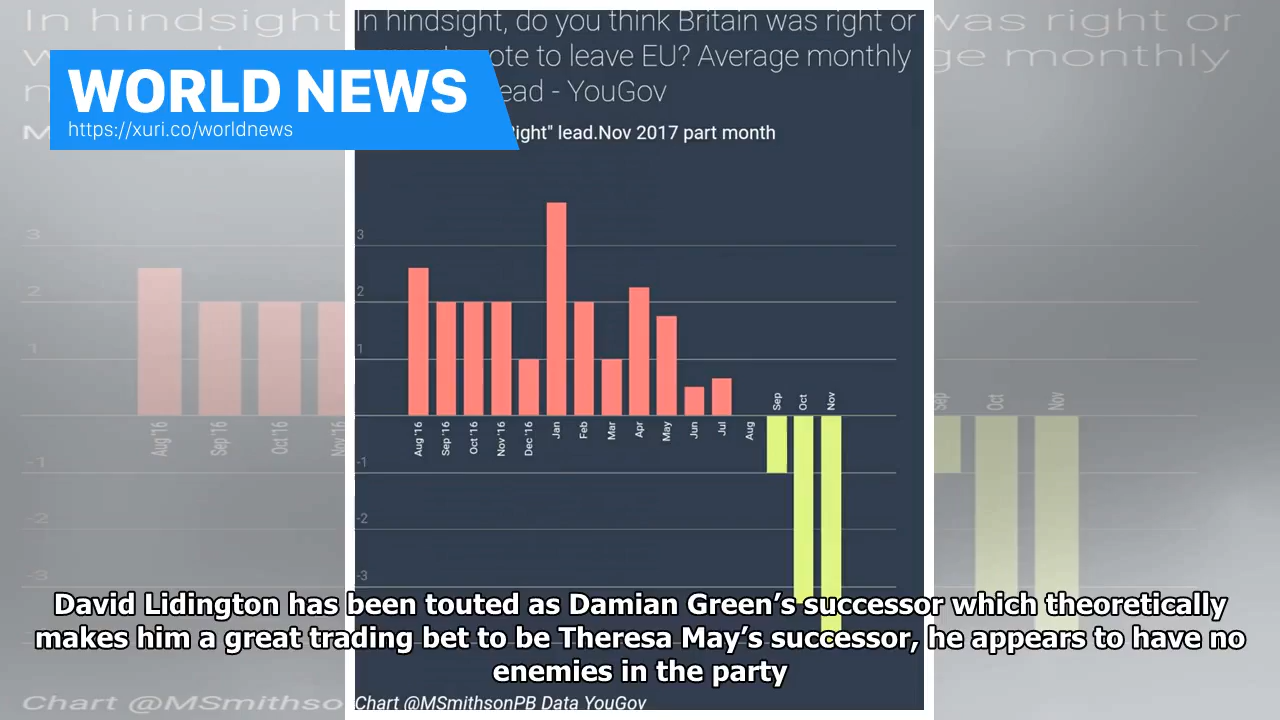 In hindsight, do you think Britain was right or
vote to leave EU? Average monthly
lead - YouGov
WORLD NEWS
https://xuri.co/worldnews
"Right" lead.Nov 2017 part month
3
2
1
-1
-2
-3
Aug '16
Sep '16
Oct '16
Nov '16
Dec '16
Jan
Feb
Mar
Apr
May
Jun
Jul
Aug
Sep
Oct
Nov
David Lidington has been touted as Damian Green’s successor which theoretically
makes him a great trading bet to be Theresa May’s successor, he appears to have no
enemies in the party
Chart @MSmithsonPB Data YouGov